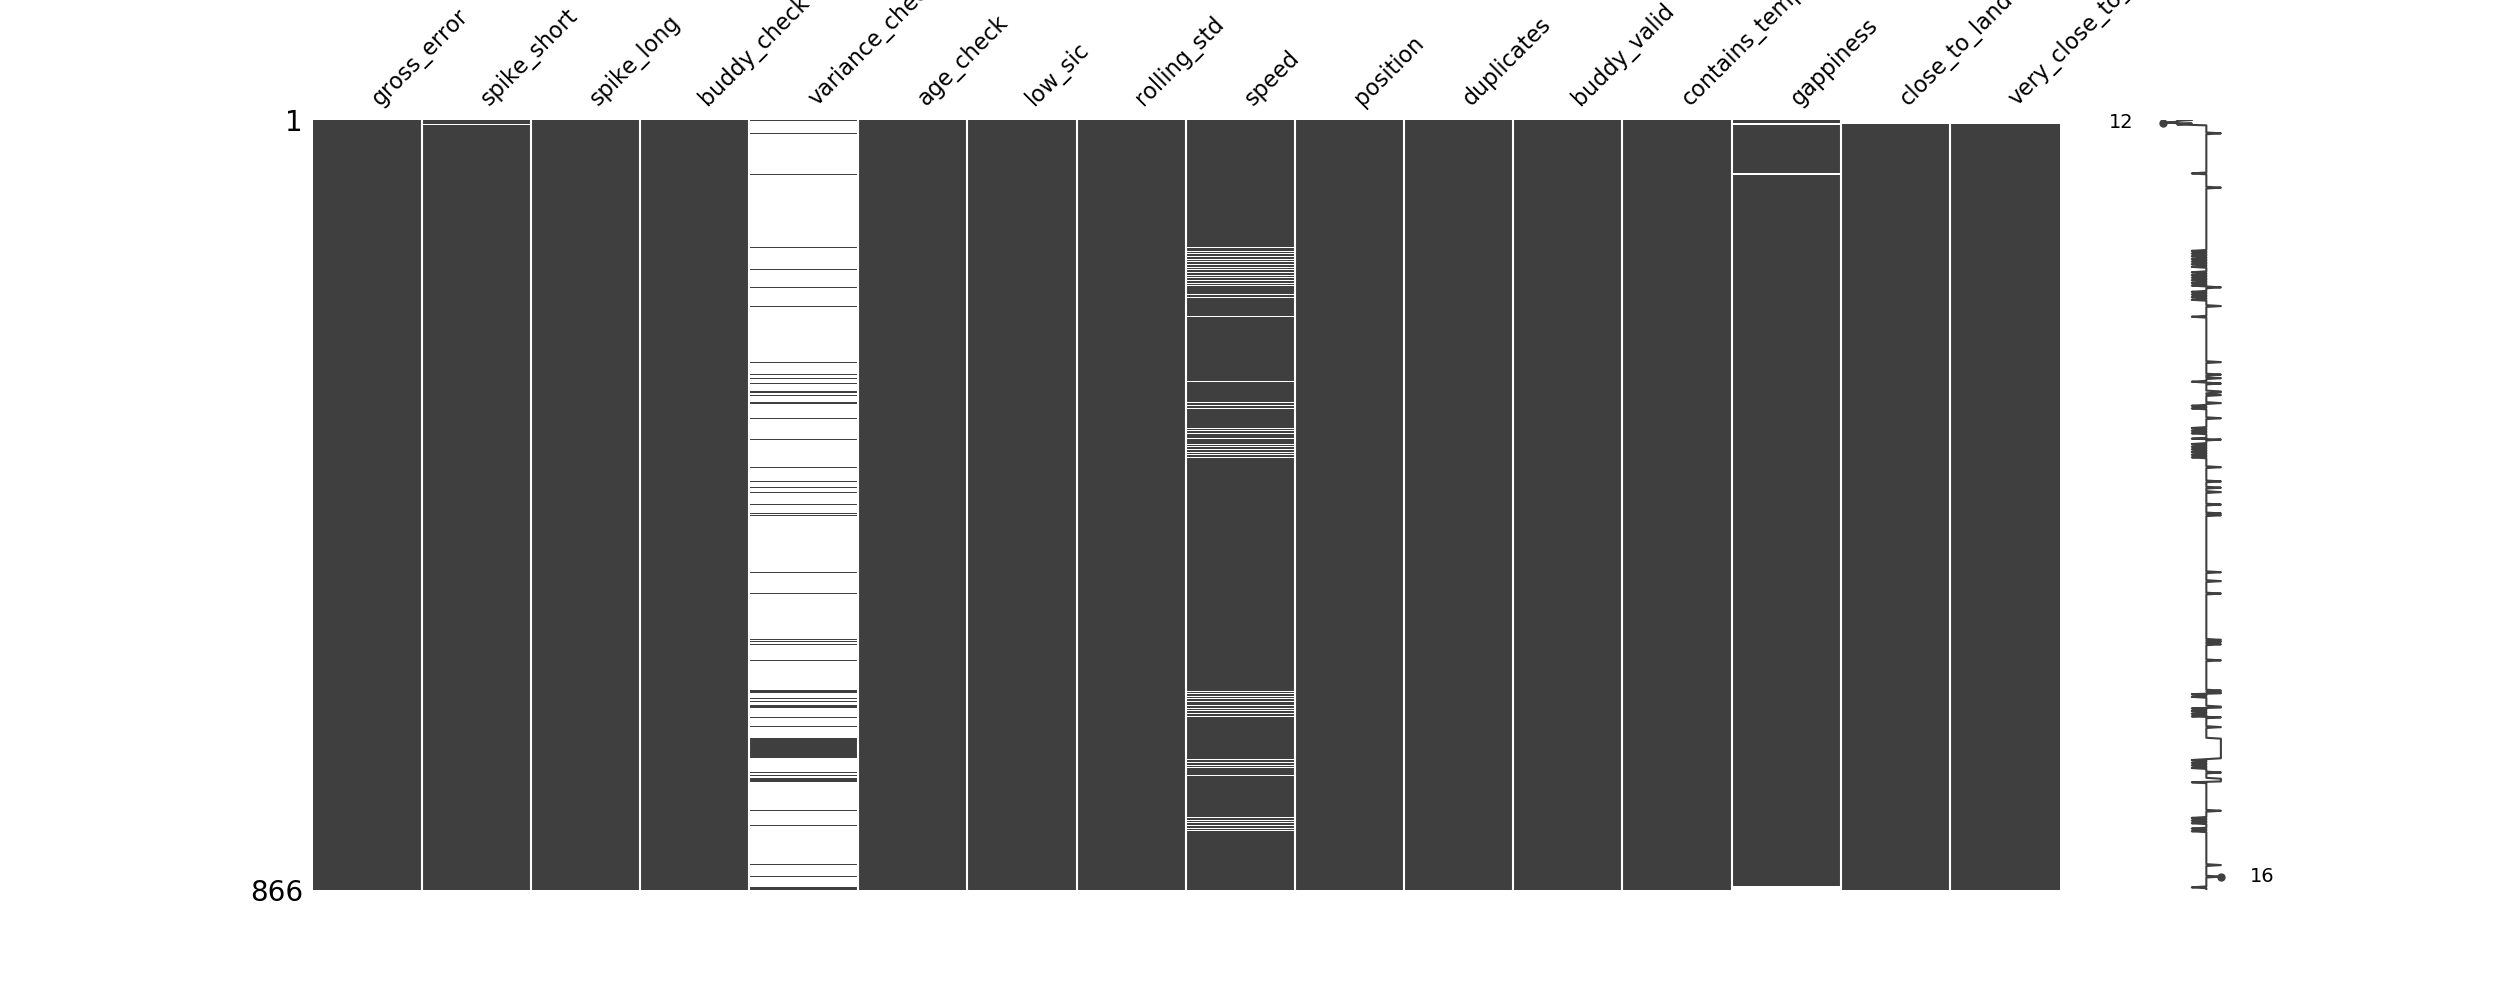 gross_error
spike_short
spike_long
buddy_check
variance_che
age_check
low_sic
rolling_std
speed
position
duplicates
buddy_valid
contains_temp
gappiness
close_to_land
very_close_to_
1
12
16
866